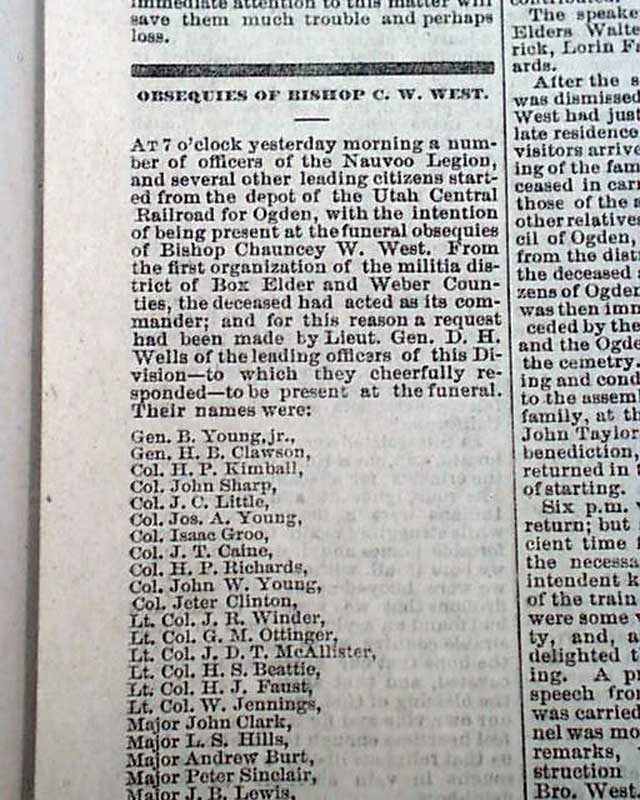 immediate attention to this matter will
save them much trouble and perhaps
loss.
OBSEQUIES OF BISHOP C. W. WEST.
AT 7 o'clock yesterday morning a num-
ber of officers of the Nauvoo Legion,
and several other leading citizens start-
ed from the depot of the Utah Central
Railroad for Ogden, with the intention
of being present at the funeral obsequies
of Bishop Chauncey W. West. From
the first organization of the militia dis-
trict of Box Elder and Weber Coun-
ties, the deceased had acted as its com-
mander; and for this reason a request
had been made by Lieut. Gen. D. H.
Wells of the leading officers of this Di-
vision—to which they cheerfully re-
sponded—to be present at the funeral.
Their names were:
Gen. B. Young, jr.,
Gen. H. B. Clawson,
Col. H. P. Kimball,
Col. John Sharp,
Col. J. C. Little,
Col. Jos. A. Young,
Col. Isaac Groo,
Col. J. T. Caine,
Col. H. P. Richards,
Col. John W. Young,
Col. Jeter Clinton,
Lt. Col. J. R. Winder,
Lt. Col. G. M. Ottinger,
Lt. Col. J. D. T. McAllister,
Lt. Col. H. S. Beattie,
Lt. Col. H. J. Faust,
Lt. Col. W. Jennings,
Major John Clark,
Major L. S. Hills,
Major Andrew Burt,
Major Peter Sinclair,
Major J. B. Lewis,
The speake
Elders Walte
rick, Lorin Fa
ards.
After the s
was dismissed
West had just
late residence
visitors arrive
ing of the fam
ceased in carr
those of the a
other relatives
cil of Ogden,
from the dist
the deceased a
zens of Ogden
was then imm
ceded by the
and the Ogde
the cemetry.
ing and cond
to the assemb
family, at th
John Taylor
benediction,
returned in t
of starting.
Six p.m. w
return; but
cient time f
the necessa
intendent k
of the train
were some v
ty, and, a
delighted t
ing. A pr
speech from
was carried
nel was mo
remarks,
struction
Bro. West.